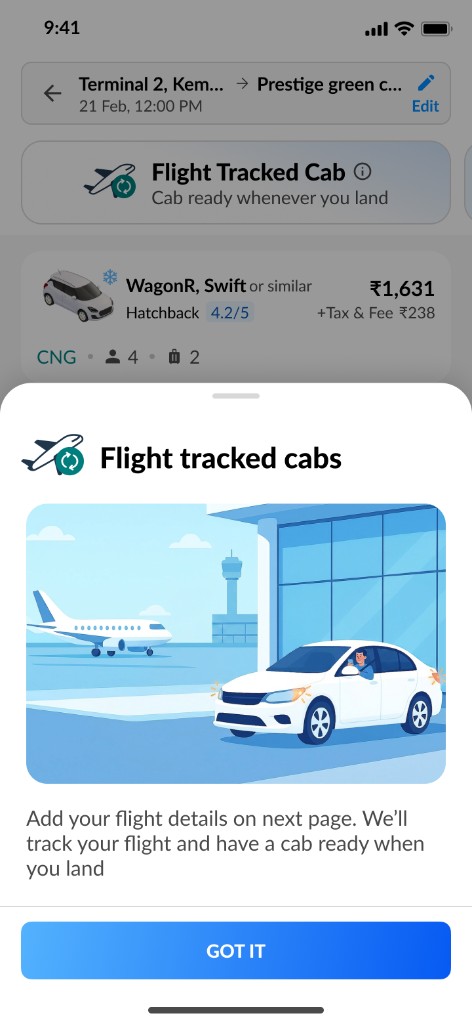 9:41
Terminal 2, Kem... → Prestige green c...
21 Feb, 12:00 PM
Edit
Flight Tracked Cab
Cab ready whenever you land
WagonR, Swift or similar
₹1,631
Hatchback 4.2/5
+Tax & Fee ₹238
CNG • 4 • 2
Flight tracked cabs
Add your flight details on next page. We’ll
track your flight and have a cab ready when
you land
GOT IT